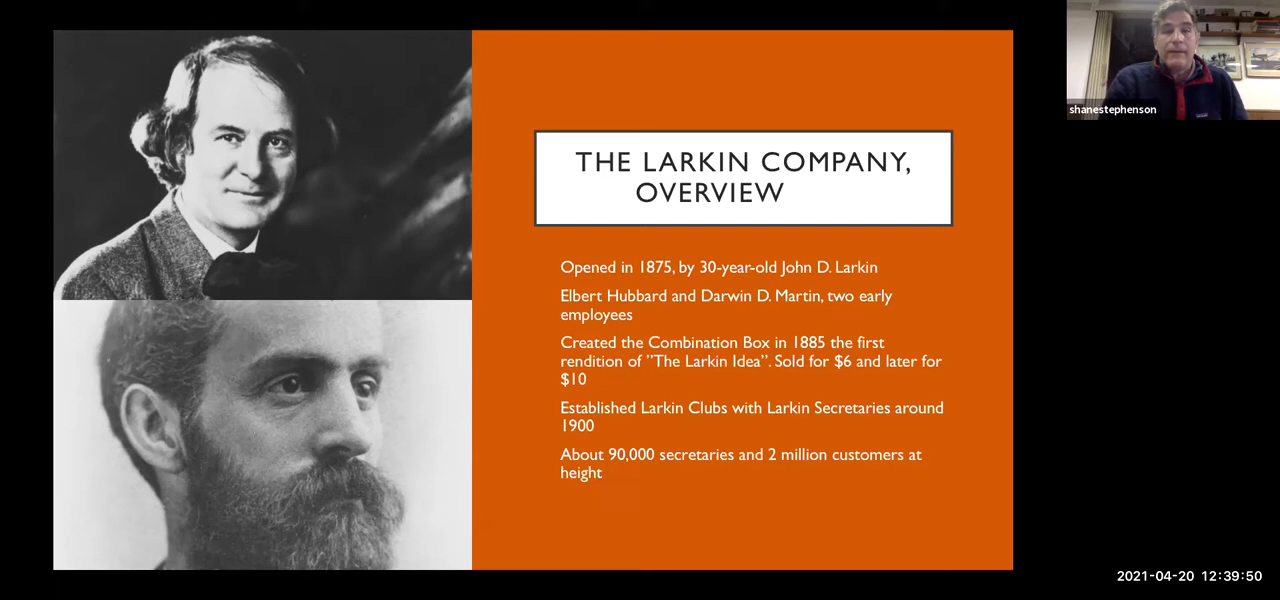 THE LARKIN COMPANY,
OVERVIEW
Opened in 1875, by 30-year-old John D. Larkin
Elbert Hubbard and Darwin D. Martin, two early
employees
Created the Combination Box in 1885 the first
rendition of ”The Larkin Idea”. Sold for $6 and later for
$10
Established Larkin Clubs with Larkin Secretaries around
1900
About 90,000 secretaries and 2 million customers at
height
shanestephenson
2021-04-20 12:39:50